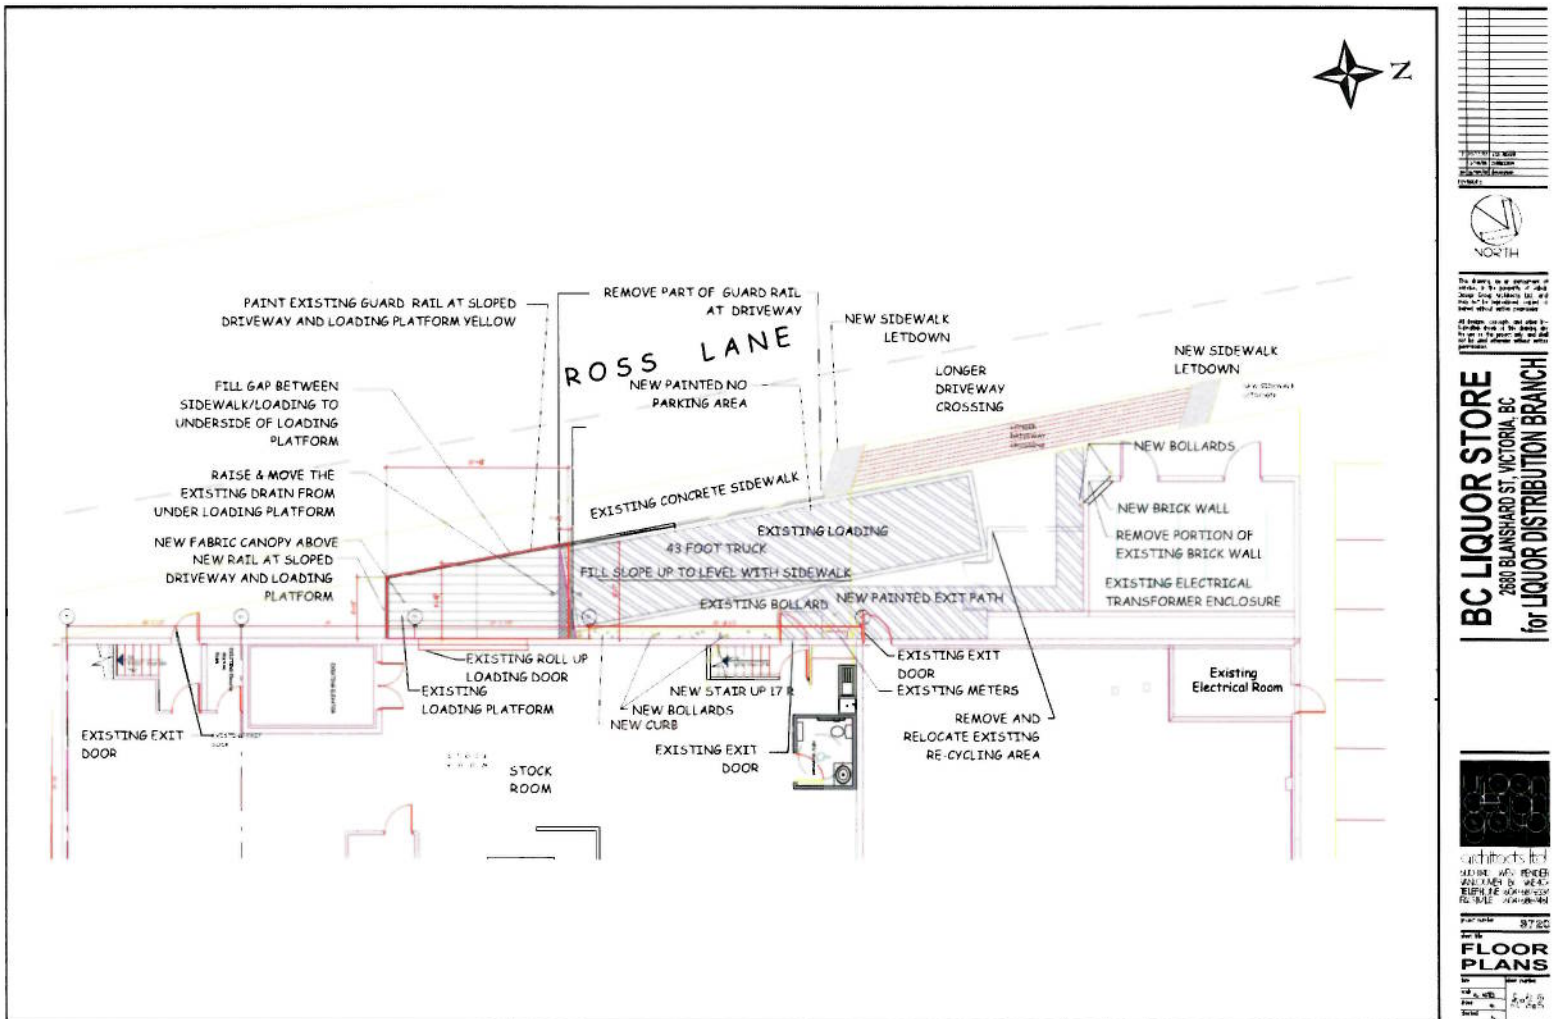 N
PAINT EXISTING GUARD RAIL AT SLOPED
DRIVEWAY AND LOADING PLATFORM YELLOW
REMOVE PART OF GUARD RAIL
AT DRIVEWAY
ROSS LANE
NEW SIDEWALK
LETDOWN
NEW SIDEWALK
LETDOWN
LONGER
DRIVEWAY
CROSSING
FILL GAP BETWEEN
SIDEWALK/LOADING TO
UNDERSIDE OF LOADING
PLATFORM
NEW PAINTED NO
PARKING AREA
LONGER
DRIVEWAY
CROSSING
NEW SIDEWALK
LETDOWN
NEW BOLLARDS
RAISE & MOVE THE
EXISTING DRAIN FROM
UNDER LOADING PLATFORM
EXISTING CONCRETE SIDEWALK
NEW BRICK WALL
REMOVE PORTION OF
EXISTING BRICK WALL
EXISTING LOADING
43 FOOT TRUCK
FILL SLOPE UP TO LEVEL WITH SIDEWALK
NEW FABRIC CANOPY ABOVE
NEW RAIL AT SLOPED
DRIVEWAY AND LOADING
PLATFORM
EXISTING BOLLARD
NEW PAINTED EXIT PATH
EXISTING ELECTRICAL
TRANSFORMER ENCLOSURE
EXISTING ROLL UP
LOADING DOOR
EXISTING
LOADING PLATFORM
NEW STAIR UP 17 R
NEW BOLLARDS
NEW CURB
EXISTING EXIT
DOOR
EXISTING METERS
Existing
Electrical Room
EXISTING EXIT
DOOR
EXISTING EXIT
DOOR
REMOVE AND
RELOCATE EXISTING
RE-CYCLING AREA
STOCK
ROOM
NORTH
BC LIQUOR STORE
2680 BLANSHARD ST, VICTORIA, BC
for LIQUOR DISTRIBUTION BRANCH
architects ltd
FLOOR
PLANS